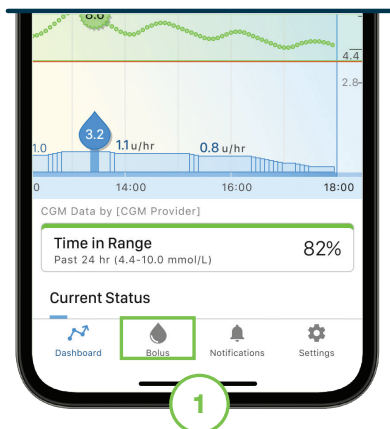 8.0
4.4
2.8
3.2
1.0
1.1 u/hr
0.8 u/hr
0
14:00
16:00
18:00
CGM Data by [CGM Provider]
Time in Range
82%
Past 24 hr (4.4-10.0 mmol/L)
Current Status
Dashboard
Bolus
Notifications
Settings
1